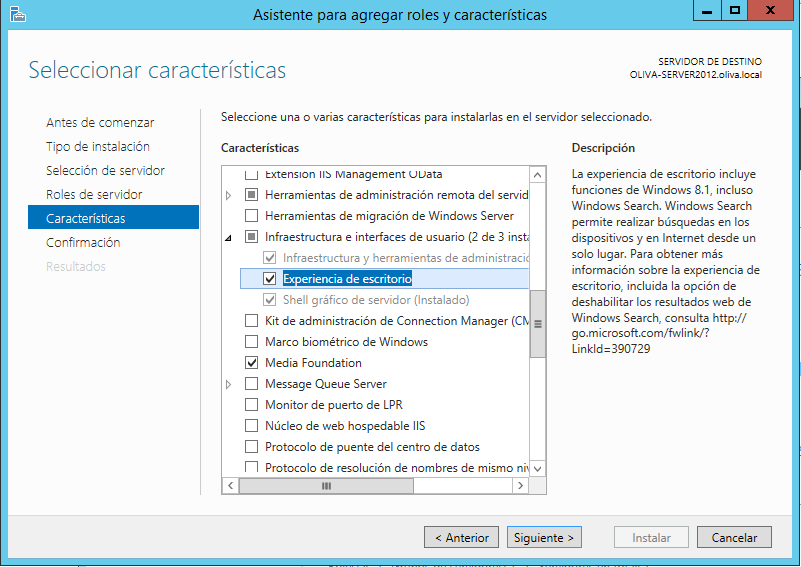 Asistente para agregar roles y características
Seleccionar características
SERVIDOR DE DESTINO
OLIVA-SERVER2012.oliva.local
Antes de comenzar
Tipo de instalación
Selección de servidor
Roles de servidor
Características
Confirmación
Resultados
Seleccione una o varias características para instalarlas en el servidor seleccionado.
Características
Extensión IIS Management OData
Herramientas de administración remota del servid
Herramientas de migración de Windows Server
Infraestructura e interfaces de usuario (2 de 3 insta
Infraestructura y herramientas de administració
Experiencia de escritorio
Shell gráfico de servidor (Instalado)
Kit de administración de Connection Manager (CM
Marco biométrico de Windows
Media Foundation
Message Queue Server
Monitor de puerto de LPR
Núcleo de web hospedable IIS
Protocolo de puente del centro de datos
Protocolo de resolución de nombres de mismo niv
Descripción
La experiencia de escritorio incluye
funciones de Windows 8.1, incluso
Windows Search. Windows Search
permite realizar búsquedas en los
dispositivos y en Internet desde un
solo lugar. Para obtener más
información sobre la experiencia de
escritorio, incluida la opción de
deshabilitar los resultados web de
Windows Search, consulta http://
go.microsoft.com/fwlink/?
LinkId=390729
< Anterior
Siguiente >
Instalar
Cancelar